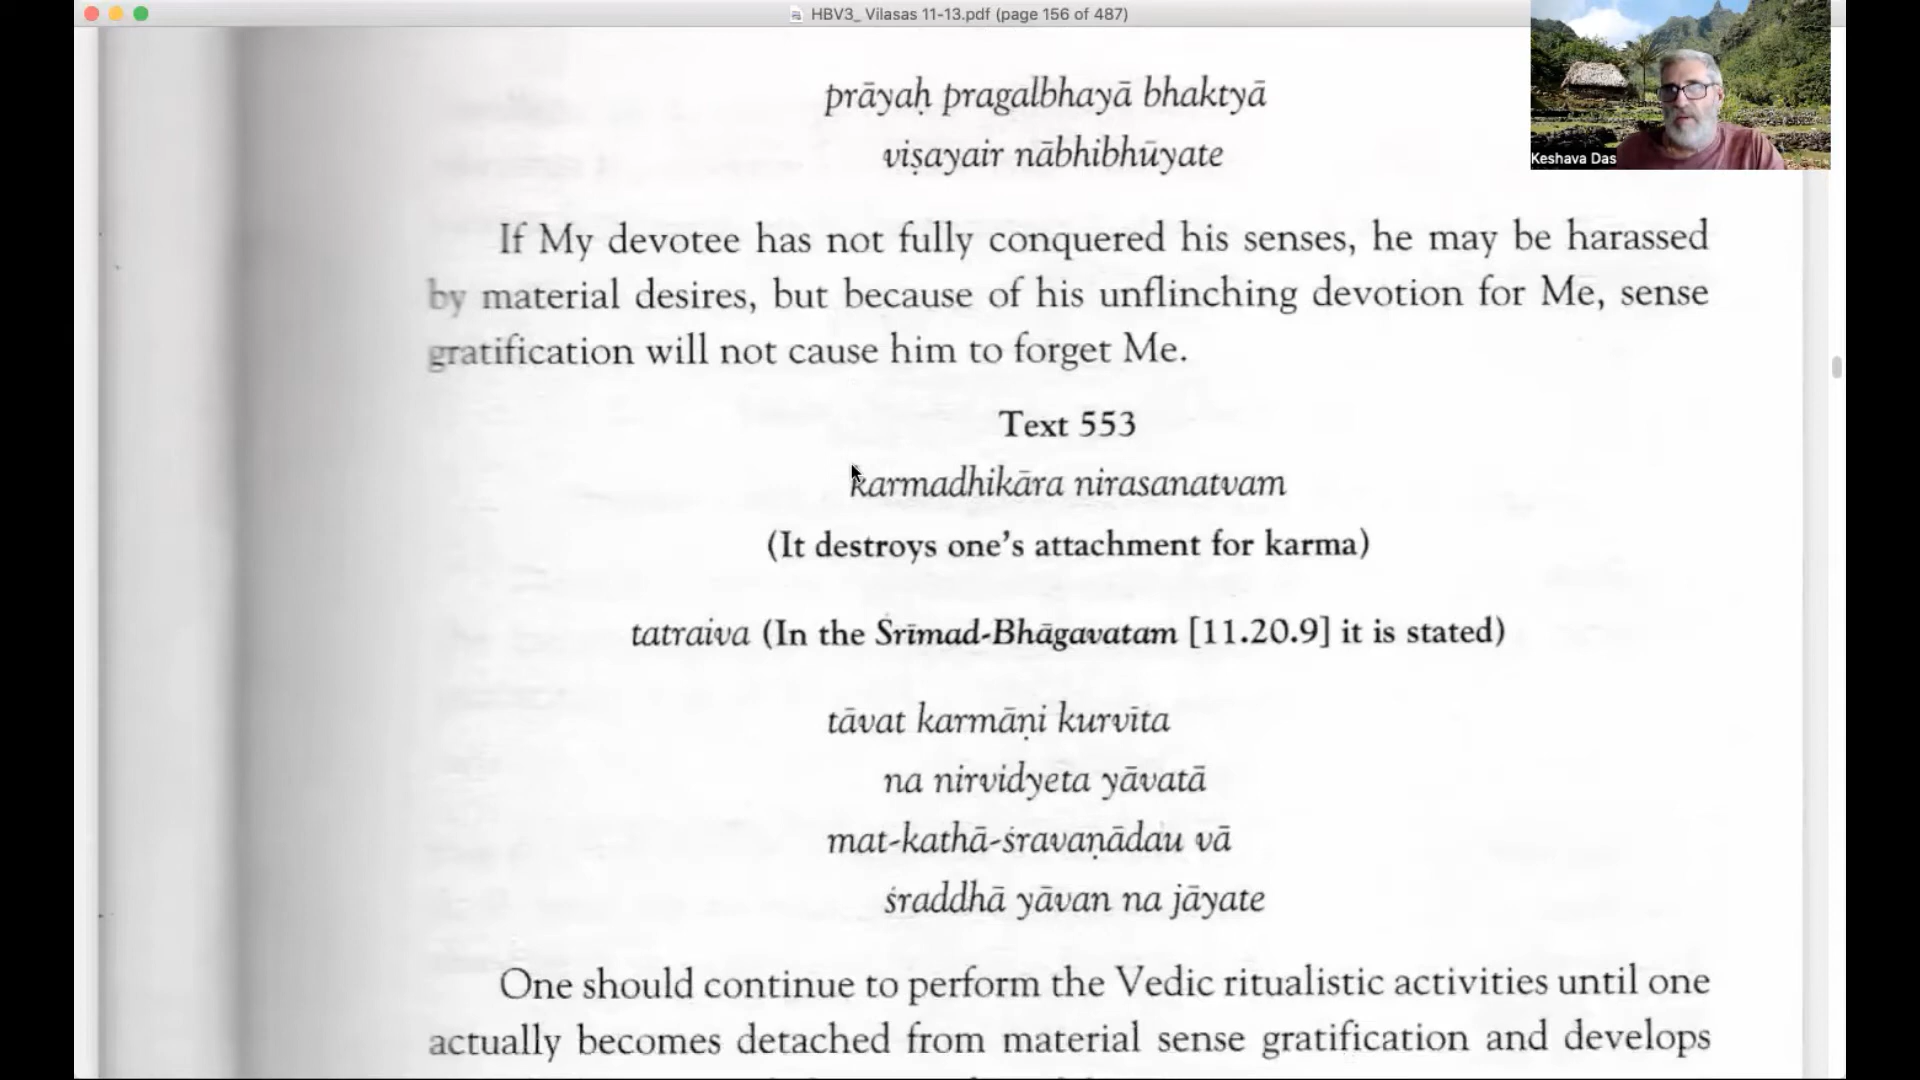 HBV3_ Vilasas 11-13.pdf (page 156 of 487)
Keshava Das
prāyaḥ pragalbhayā bhaktyā
viṣayair nābhibhūyate
If My devotee has not fully conquered his senses, he may be harassed
by material desires, but because of his unflinching devotion for Me, sense
gratification will not cause him to forget Me.
Text 553
karmadhikāra nirasanatvam
(It destroys one's attachment for karma)
tatraiva (In the Śrīmad-Bhāgavatam [11.20.9] it is stated)
tāvat karmāṇi kurvīta
na nirvidyeta yāvatā
mat-kathā-śravaṇādau vā
śraddhā yāvan na jāyate
One should continue to perform the Vedic ritualistic activities until one
actually becomes detached from material sense gratification and develops